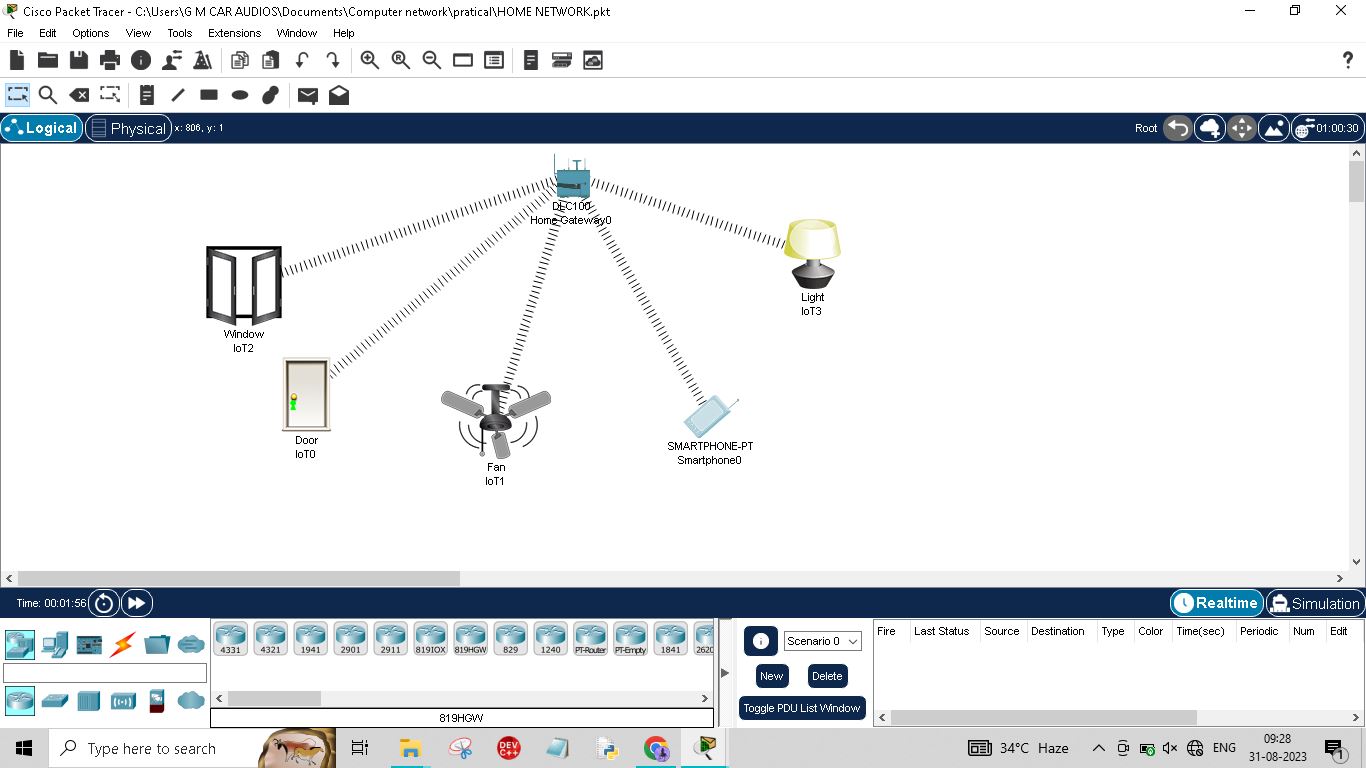 Cisco Packet Tracer - C:\Users\G M CAR AUDIOS\Documents\Computer network\pratical\HOME NETWORK.pkt
File Edit Options View Tools Extensions Window Help
?
Logical Physical x: 806, y: 1 Root 01:00:30
DLC100
Home Gateway0
Window
IoT2
Light
IoT3
Door
IoT0
Fan
IoT1
SMARTPHONE-PT
Smartphone0
Time: 00:01:56 Realtime Simulation
4331 4321 1941 2901 2911 819IOX 819HGW 829 1240 PT-Router PT-Empty 1841 2620
819HGW
Scenario 0
New Delete
Toggle PDU List Window
Fire Last Status Source Destination Type Color Time(sec) Periodic Num Edit
Type here to search
DEV C++
34°C Haze ENG
09:28
31-08-2023
1